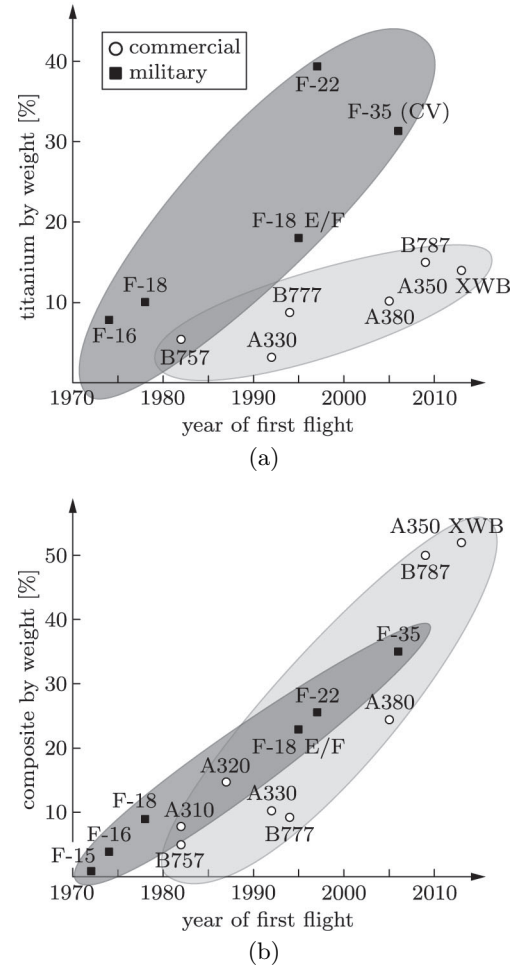 commercial
military
titanium by weight [%]
40
30
20
10
F-22
F-35 (CV)
F-18 E/F
B787
F-18
B777
A350 XWB
F-16
A380
A330
B757
1970 1980 1990 2000 2010
year of first flight
(a)
composite by weight [%]
50
40
30
20
10
A350 XWB
B787
F-35
F-22
A380
F-18 E/F
A320
F-18
A310
A330
F-16
B777
F-15
B757
1970 1980 1990 2000 2010
year of first flight
(b)